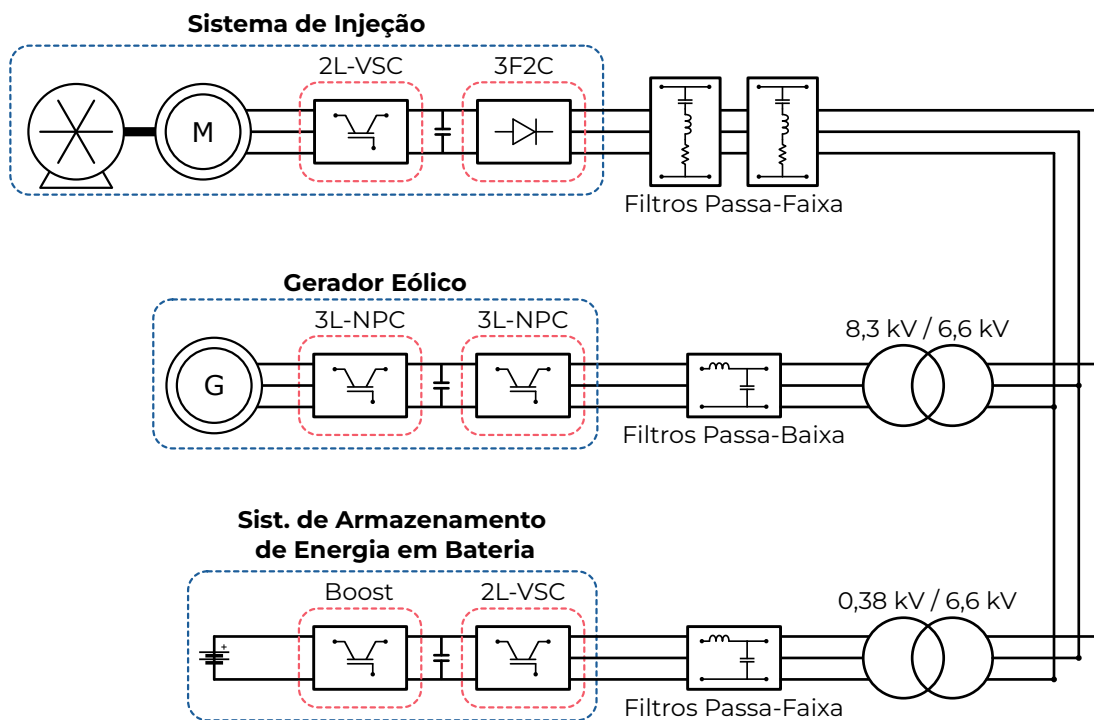 Sistema de Injeção
2L-VSC
3F2C
M
Filtros Passa-Faixa
Gerador Eólico
3L-NPC
3L-NPC
8,3 kV / 6,6 kV
G
Filtros Passa-Baixa
Sist. de Armazenamento
de Energia em Bateria
Boost
2L-VSC
0,38 kV / 6,6 kV
+
Filtros Passa-Faixa